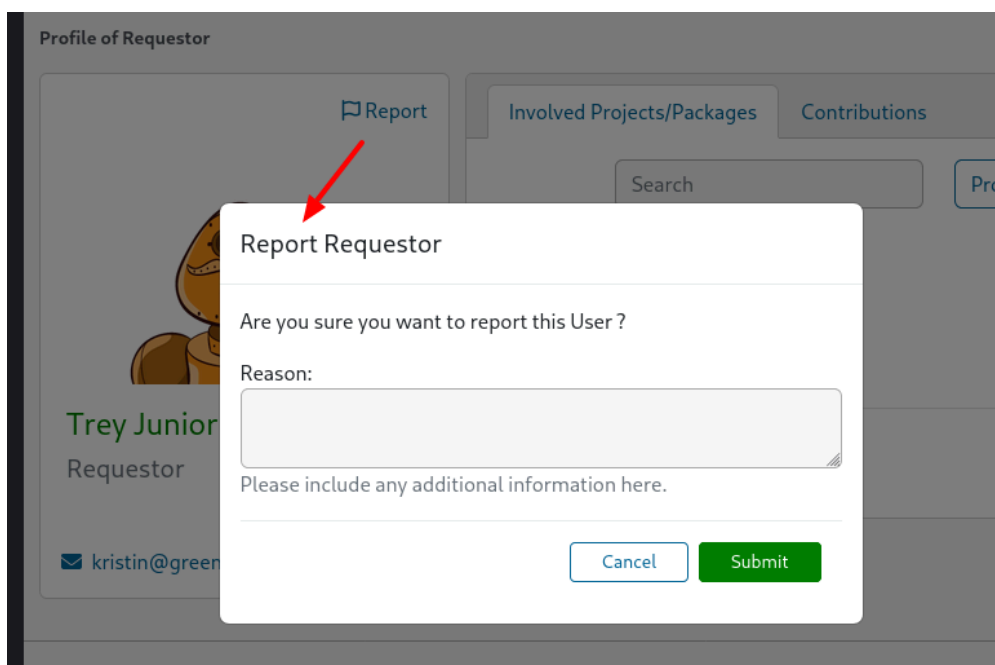 Profile of Requestor
Report
Involved Projects/Packages
Contributions
Search
Report Requestor
Are you sure you want to report this User ?
Reason:
Please include any additional information here.
Cancel
Submit
Trey Junior
Requestor